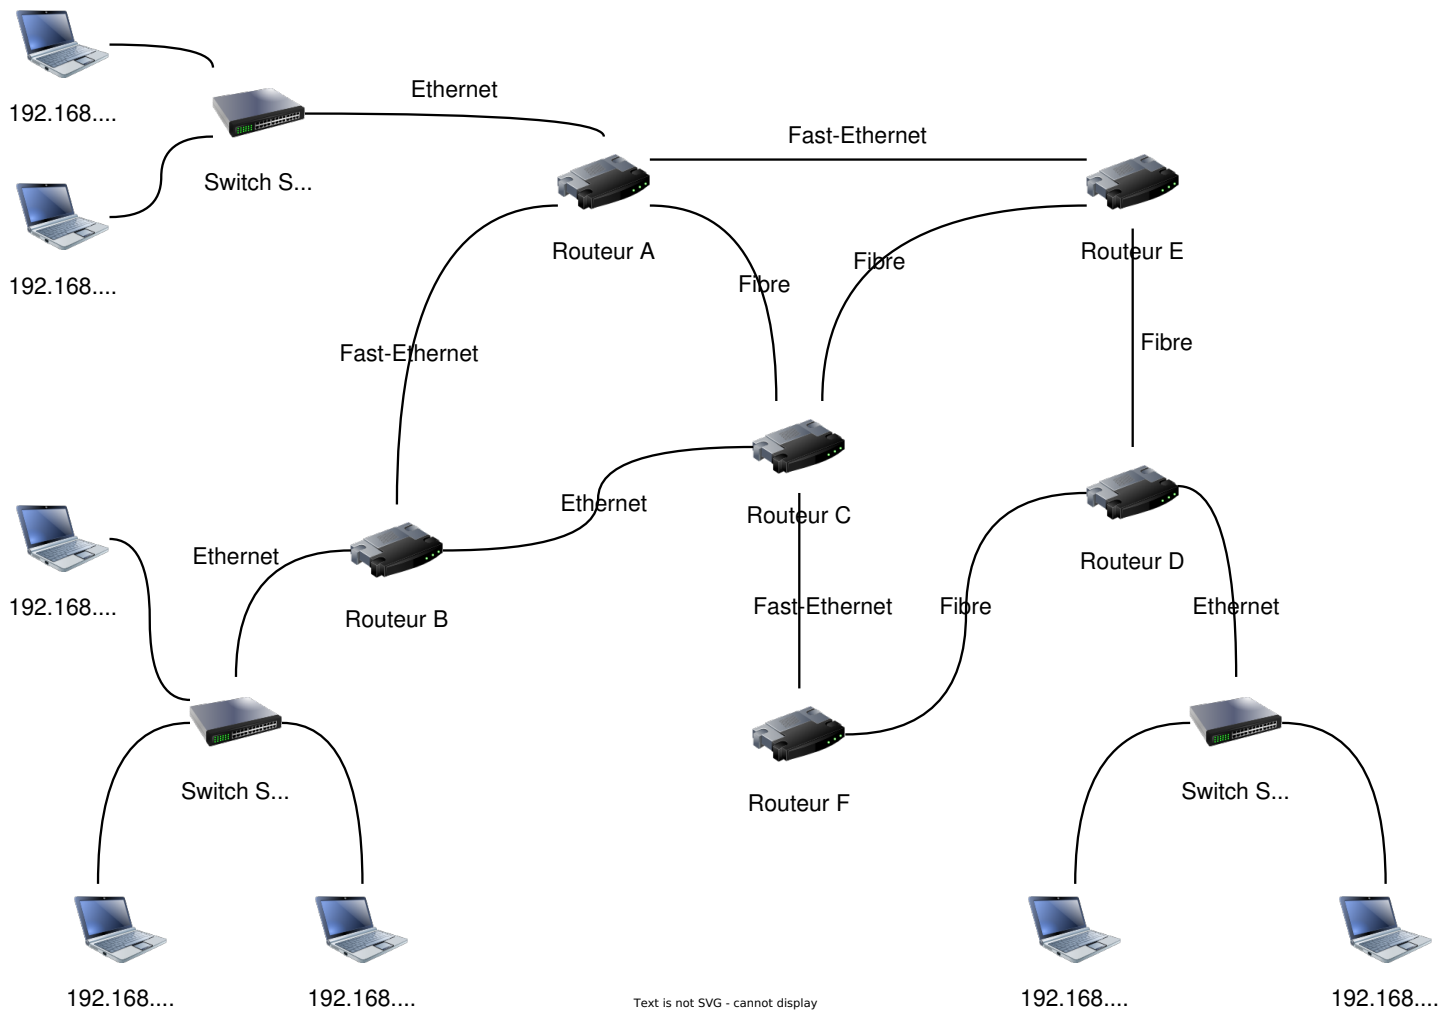 Ethernet
192.168....
Fast-Ethernet
Switch S...
Routeur A
Routeur E
Fibre
192.168....
Fibre
Fibre
Fast-Ethernet
Ethernet
Routeur C
Ethernet
Routeur D
192.168....
Routeur B
Fast-Ethernet
Fibre
Ethernet
Switch S...
Routeur F
Switch S...
192.168....
192.168....
192.168....
192.168....
Text is not SVG - cannot display